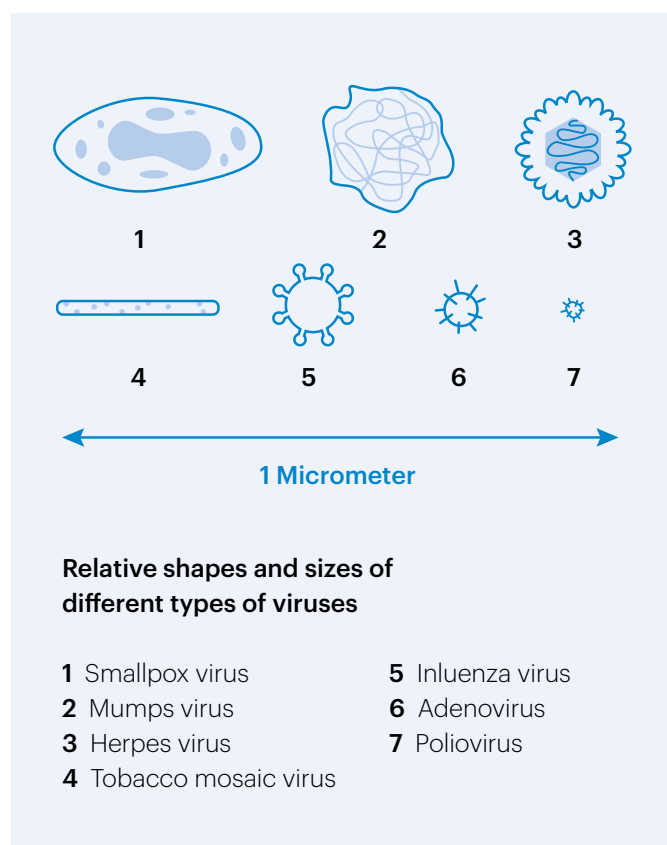 1
2
3
4
5
6
7
1 Micrometer
Relative shapes and sizes of
different types of viruses
1 Smallpox virus
2 Mumps virus
3 Herpes virus
4 Tobacco mosaic virus
5 Inluenza virus
6 Adenovirus
7 Poliovirus